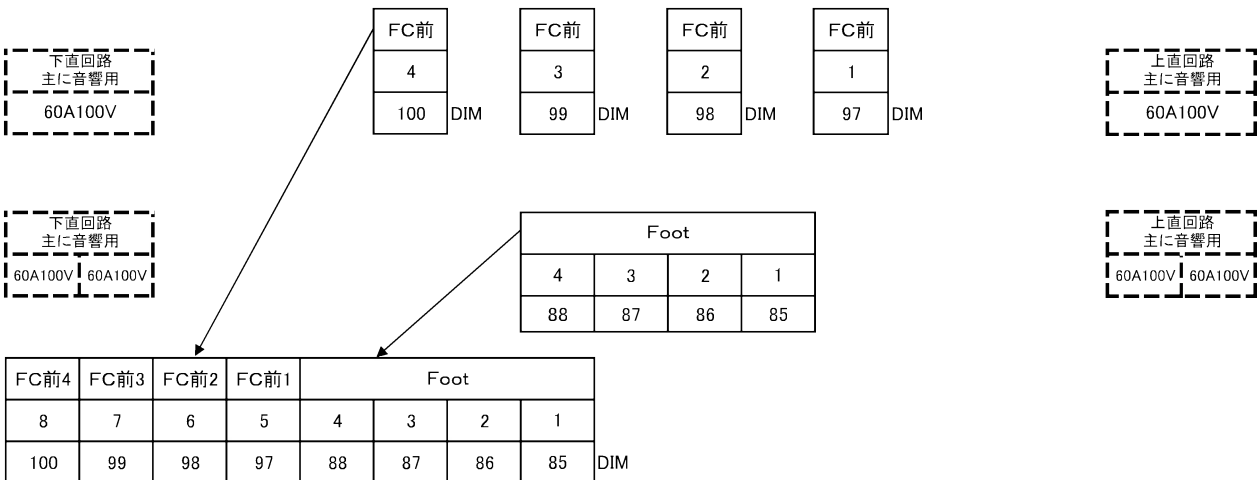 FC前 FC前 FC前 FC前
下直回路
主に音響用
60A100V
4 3 2 1
100 DIM 99 DIM 98 DIM 97 DIM
上直回路
主に音響用
60A100V
下直回路
主に音響用
60A100V 60A100V
Foot
4 3 2 1
88 87 86 85
上直回路
主に音響用
60A100V 60A100V
FC前4 FC前3 FC前2 FC前1 Foot
8 7 6 5 4 3 2 1
100 99 98 97 88 87 86 85 DIM